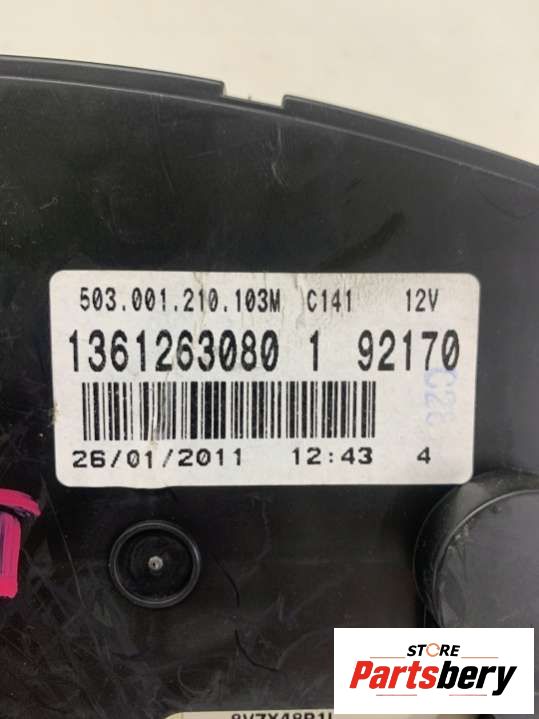 503.001.210.103M C141 12V
1361263080 1 92170
C28
26/01/2011 12:43 4
STORE
Partsbery